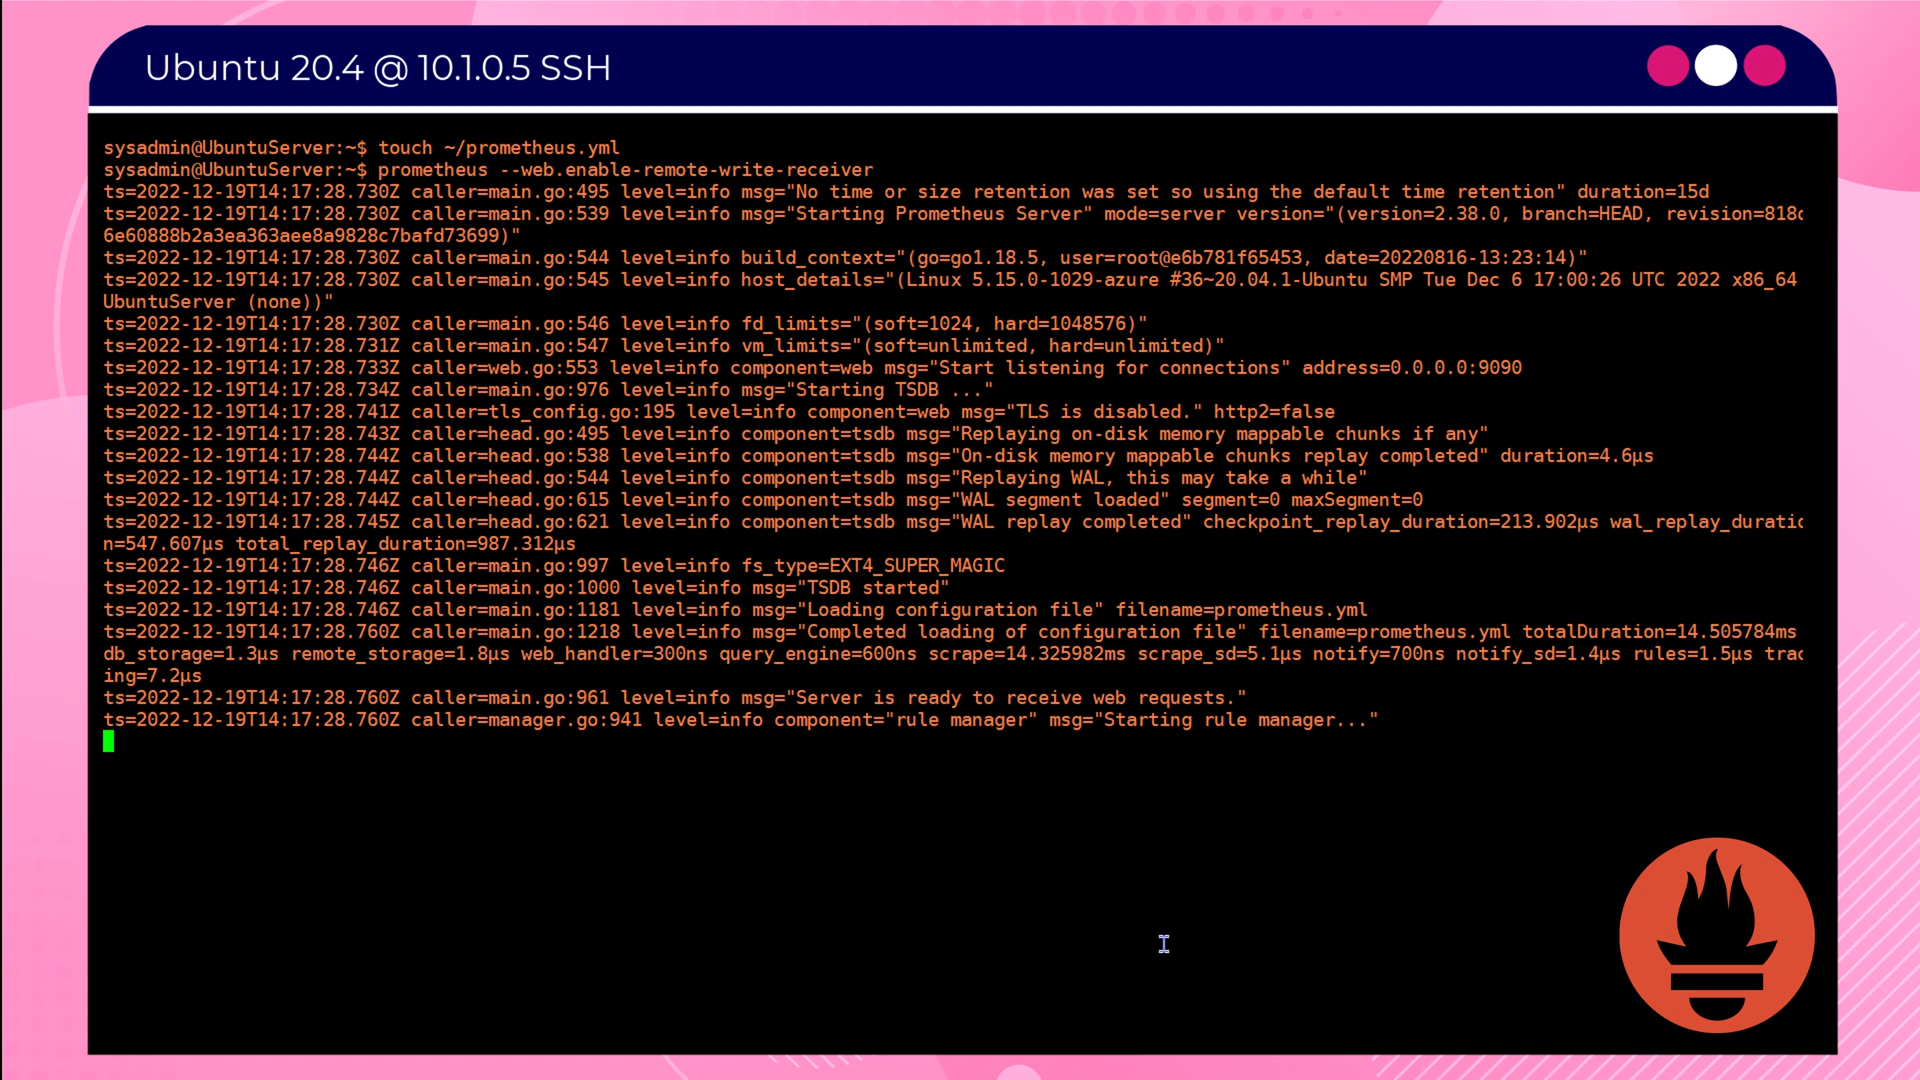 Ubuntu 20.4 @ 10.1.0.5 SSH
sysadmin@UbuntuServer:~$ touch ~/prometheus.yml
sysadmin@UbuntuServer:~$ prometheus --web.enable-remote-write-receiver
ts=2022-12-19T14:17:28.730Z caller=main.go:495 level=info msg="No time or size retention was set so using the default time retention" duration=15d
ts=2022-12-19T14:17:28.730Z caller=main.go:539 level=info msg="Starting Prometheus Server" mode=server version="(version=2.38.0, branch=HEAD, revision=818d
6e60888b2a3ea363aee8a9828c7bafd73699)"
ts=2022-12-19T14:17:28.730Z caller=main.go:544 level=info build_context="(go=go1.18.5, user=root@e6b781f65453, date=20220816-13:23:14)"
ts=2022-12-19T14:17:28.730Z caller=main.go:545 level=info host_details="(Linux 5.15.0-1029-azure #36~20.04.1-Ubuntu SMP Tue Dec 6 17:00:26 UTC 2022 x86_64
UbuntuServer (none))"
ts=2022-12-19T14:17:28.730Z caller=main.go:546 level=info fd_limits="(soft=1024, hard=1048576)"
ts=2022-12-19T14:17:28.731Z caller=main.go:547 level=info vm_limits="(soft=unlimited, hard=unlimited)"
ts=2022-12-19T14:17:28.733Z caller=web.go:553 level=info component=web msg="Start listening for connections" address=0.0.0.0:9090
ts=2022-12-19T14:17:28.734Z caller=main.go:976 level=info msg="Starting TSDB ..."
ts=2022-12-19T14:17:28.741Z caller=tls_config.go:195 level=info component=web msg="TLS is disabled." http2=false
ts=2022-12-19T14:17:28.743Z caller=head.go:495 level=info component=tsdb msg="Replaying on-disk memory mappable chunks if any"
ts=2022-12-19T14:17:28.744Z caller=head.go:538 level=info component=tsdb msg="On-disk memory mappable chunks replay completed" duration=4.6µs
ts=2022-12-19T14:17:28.744Z caller=head.go:544 level=info component=tsdb msg="Replaying WAL, this may take a while"
ts=2022-12-19T14:17:28.744Z caller=head.go:615 level=info component=tsdb msg="WAL segment loaded" segment=0 maxSegment=0
ts=2022-12-19T14:17:28.745Z caller=head.go:621 level=info component=tsdb msg="WAL replay completed" checkpoint_replay_duration=213.902µs wal_replay_duratio
n=547.607µs total_replay_duration=987.312µs
ts=2022-12-19T14:17:28.746Z caller=main.go:997 level=info fs_type=EXT4_SUPER_MAGIC
ts=2022-12-19T14:17:28.746Z caller=main.go:1000 level=info msg="TSDB started"
ts=2022-12-19T14:17:28.746Z caller=main.go:1181 level=info msg="Loading configuration file" filename=prometheus.yml
ts=2022-12-19T14:17:28.760Z caller=main.go:1218 level=info msg="Completed loading of configuration file" filename=prometheus.yml totalDuration=14.505784ms
db_storage=1.3µs remote_storage=1.8µs web_handler=300ns query_engine=600ns scrape=14.325982ms scrape_sd=5.1µs notify=700ns notify_sd=1.4µs rules=1.5µs trac
ing=7.2µs
ts=2022-12-19T14:17:28.760Z caller=main.go:961 level=info msg="Server is ready to receive web requests."
ts=2022-12-19T14:17:28.760Z caller=manager.go:941 level=info component="rule manager" msg="Starting rule manager..."